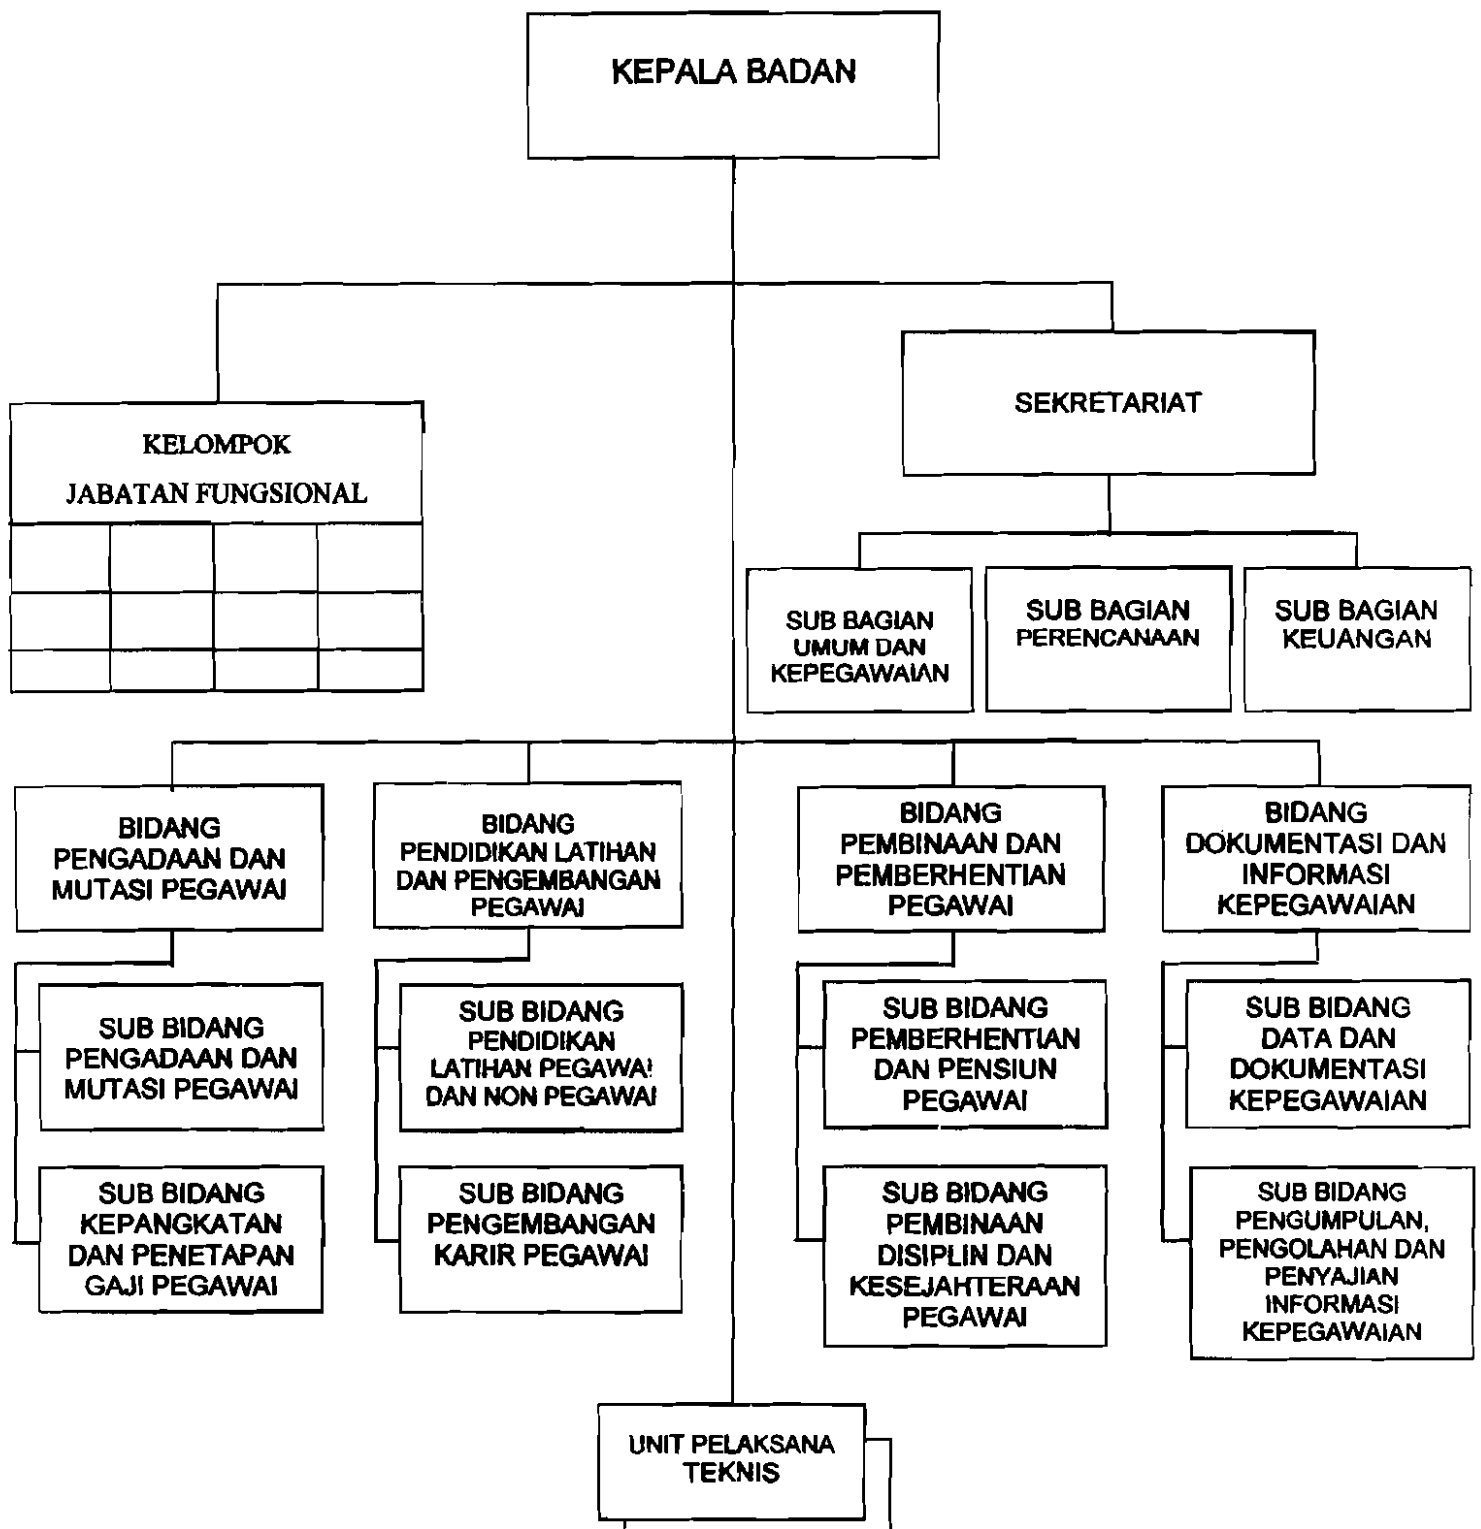 KEPALA BADAN
SEKRETARIAT
KELOMPOK
JABATAN FUNGSIONAL
SUB BAGIAN
UMUM DAN
KEPEGAWAIAN
SUB BAGIAN
PERENCANAAN
SUB BAGIAN
KEUANGAN
BIDANG
PENGADAAN DAN
MUTASI PEGAWAI
BIDANG
PENDIDIKAN LATIHAN
DAN PENGEMBANGAN
PEGAWAI
BIDANG
PEMBINAAN DAN
PEMBERHENTIAN
PEGAWAI
BIDANG
DOKUMENTASI DAN
INFORMASI
KEPEGAWAIAN
SUB BIDANG
PENGADAAN DAN
MUTASI PEGAWAI
SUB BIDANG
PENDIDIKAN
LATIHAN PEGAWAI
DAN NON PEGAWAI
SUB BIDANG
PEMBERHENTIAN
DAN PENSIUN
PEGAWAI
SUB BIDANG
DATA DAN
DOKUMENTASI
KEPEGAWAIAN
SUB BIDANG
KEPANGKATAN
DAN PENETAPAN
GAJI PEGAWAI
SUB BIDANG
PENGEMBANGAN
KARIR PEGAWAI
SUB BIDANG
PEMBINAAN
DISIPLIN DAN
KESEJAHTERAAN
PEGAWAI
SUB BIDANG
PENGUMPULAN,
PENGOLAHAN DAN
PENYAJIAN
INFORMASI
KEPEGAWAIAN
UNIT PELAKSANA
TEKNIS